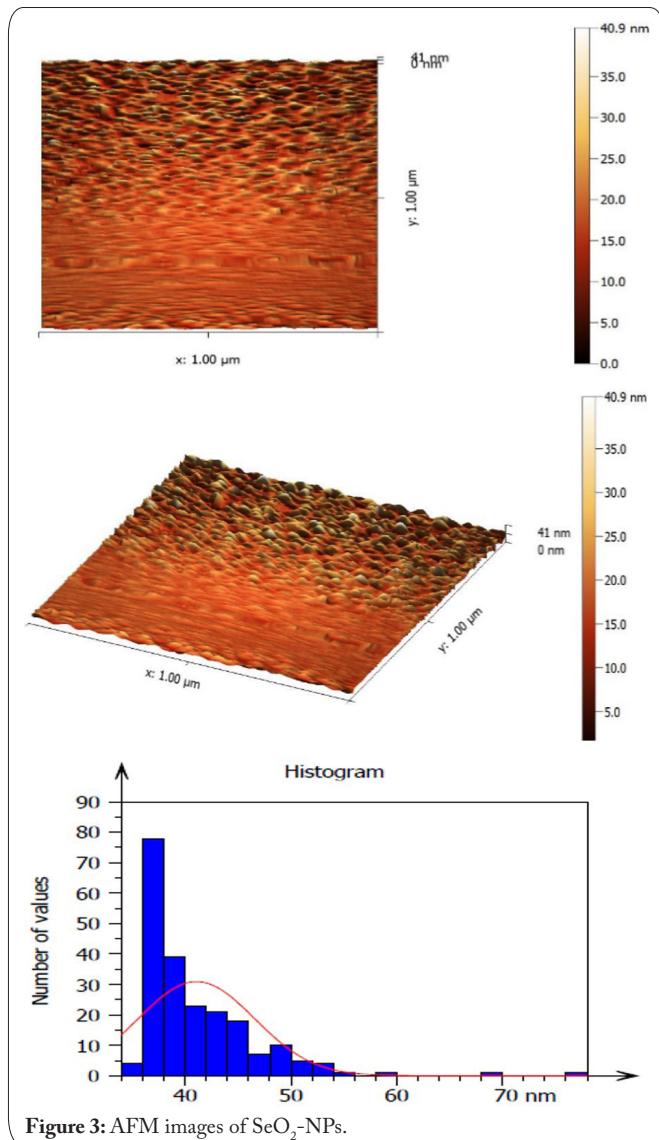 40.9 nm
41 nm
0 nm
35.0
30.0
25.0
y: 1.00 µm
20.0
15.0
10.0
5.0
0.0
x: 1.00 µm
40.9 nm
35.0
30.0
25.0
41 nm
0 nm
20.0
y: 1.00 µm
15.0
x: 1.00 µm
10.0
5.0
Histogram
Number of values
90
80
70
60
50
40
30
20
10
0
40 50 60 70 nm
Figure 3: AFM images of SeO₂-NPs.